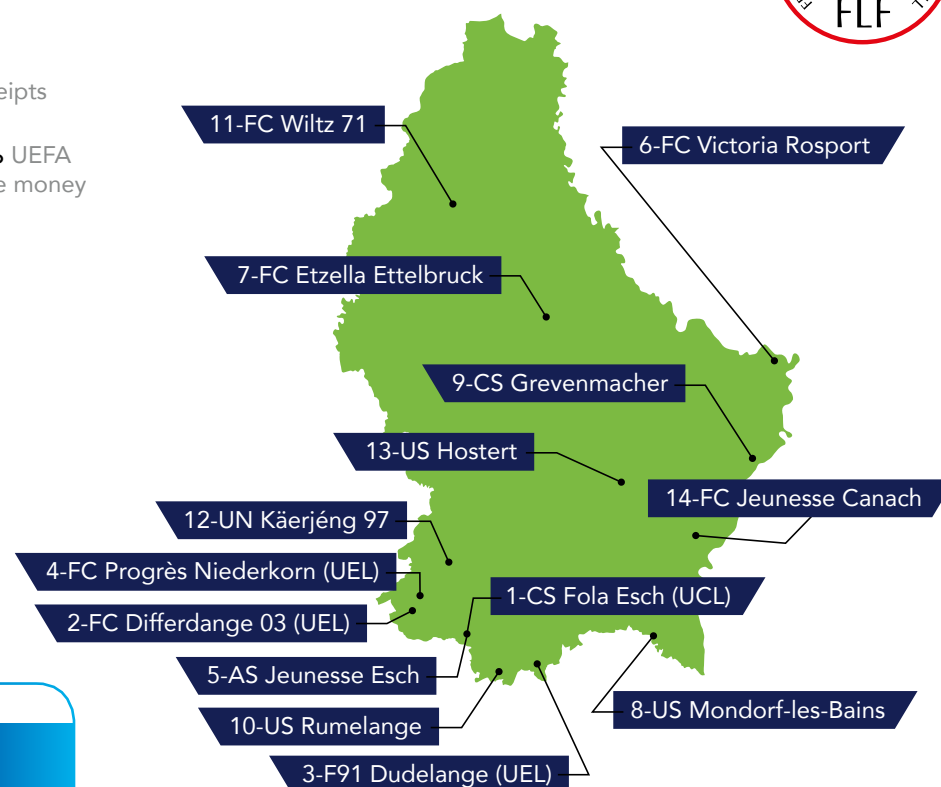 FLF
eipts
UEFA
e money
11-FC Wiltz 71
6-FC Victoria Rosport
7-FC Etzella Ettelbruck
9-CS Grevenmacher
13-US Hostert
14-FC Jeunesse Canach
12-UN Käerjéng 97
4-FC Progrès Niederkorn (UEL)
1-CS Fola Esch (UCL)
2-FC Differdange 03 (UEL)
5-AS Jeunesse Esch
8-US Mondorf-les-Bains
10-US Rumelange
3-F91 Dudelange (UEL)